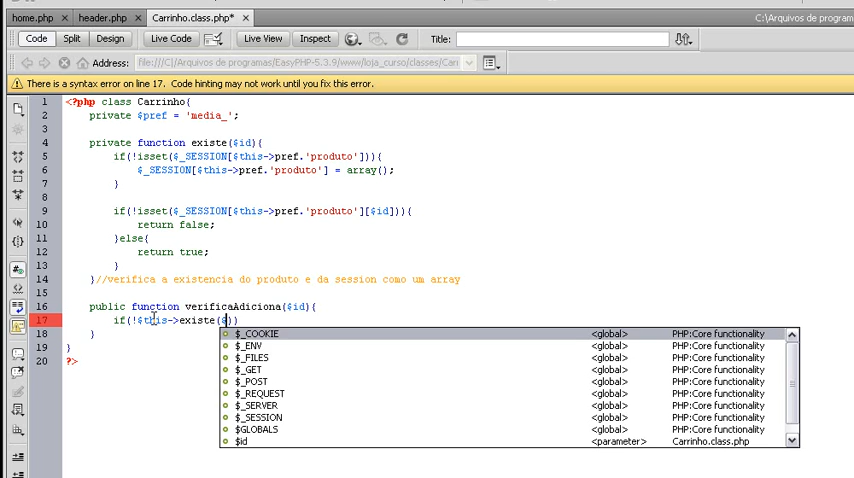 home.php × header.php × Carrinho.class.php* × C:\Arquivos de programas
Code Split Design Live Code Live View Inspect Title:
Address: file:///C|/Arquivos de programas/EasyPHP-5.3.9/www/loja_curso/classes/Carri
There is a syntax error on line 17. Code hinting may not work until you fix this error.
1 <?php class Carrinho{
2 private $pref = 'media_';
3
4 private function existe($id){
5 if(!isset($_SESSION[$this->pref.'produto'])){
6 $_SESSION[$this->pref.'produto'] = array();
7 }
8
9 if(!isset($_SESSION[$this->pref.'produto'][$id])){
10 return false;
11 }else{
12 return true;
13 }
14 }//verifica a existencia do produto e da session como um array
15
16 public function verificaAdiciona($id){
17 if(!$this->existe($))
18 }
19 }
20 ?>
$_COOKIE <global> PHP:Core functionality
$_ENV <global> PHP:Core functionality
$_FILES <global> PHP:Core functionality
$_GET <global> PHP:Core functionality
$_POST <global> PHP:Core functionality
$_REQUEST <global> PHP:Core functionality
$_SERVER <global> PHP:Core functionality
$_SESSION <global> PHP:Core functionality
$GLOBALS <global> PHP:Core functionality
$id <parameter> Carrinho.class.php